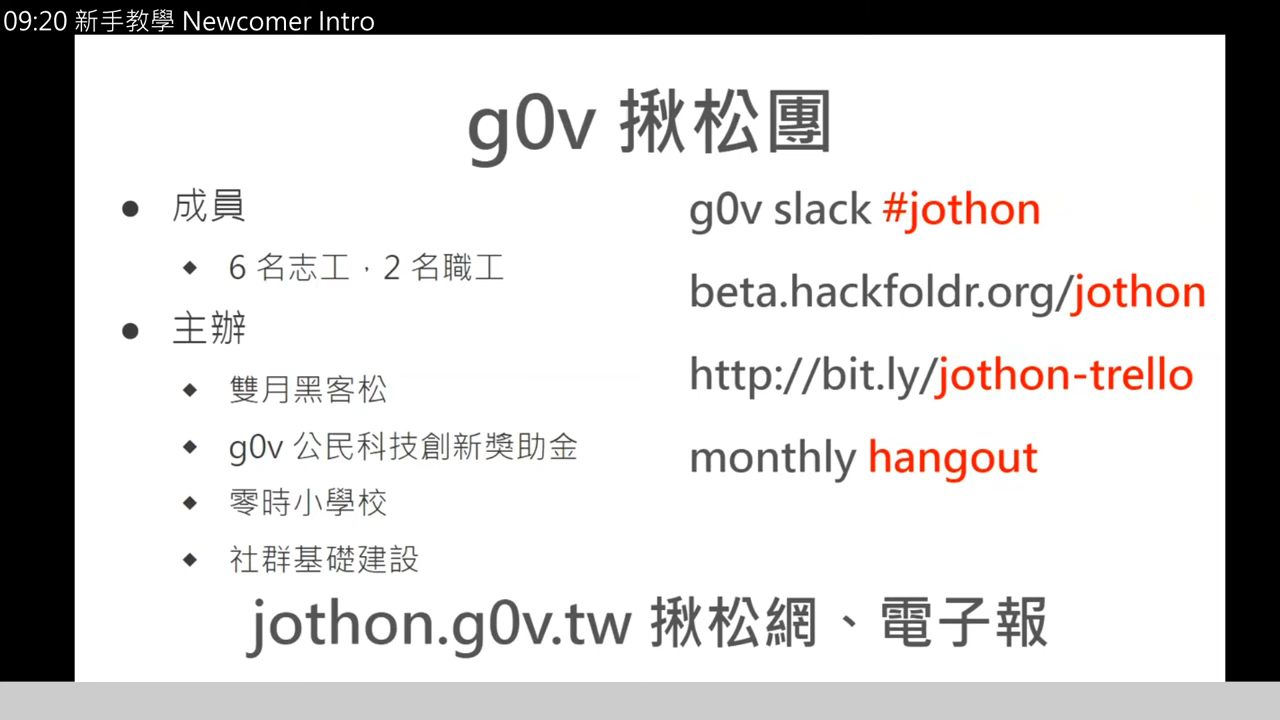 09:20 新手教學 Newcomer Intro
g0v 揪松團
● 成員
◆ 6 名志工，2 名職工
● 主辦
◆ 雙月黑客松
◆ g0v 公民科技創新獎助金
◆ 零時小學校
◆ 社群基礎建設
g0v slack #jothon
beta.hackfoldr.org/jothon
http://bit.ly/jothon-trello
monthly hangout
jothon.g0v.tw 揪松網、電子報